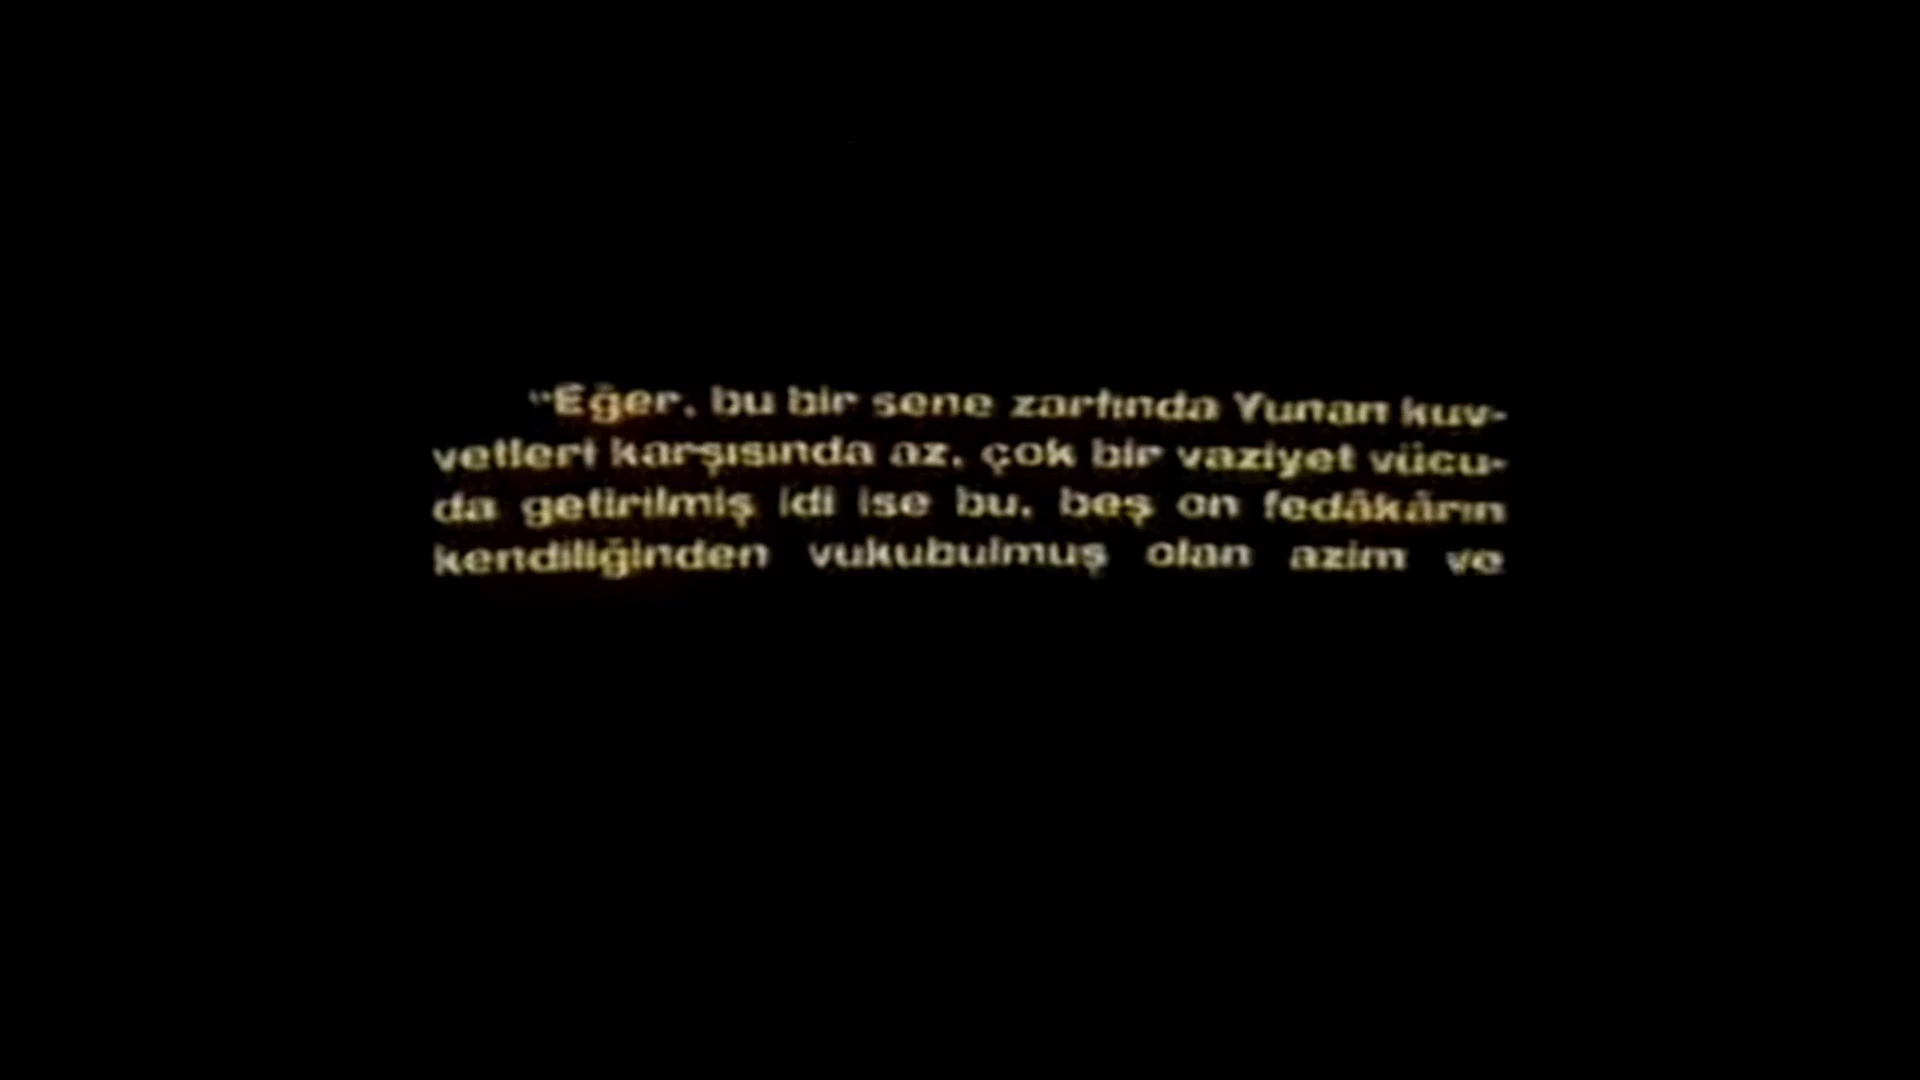 "Eğer, bu bir sene zarfında Yunan kuv-
vetleri karşısında az, çok bir vaziyet vücu-
da getirilmiş idi ise bu, beş on fedâkârın
kendiliğinden vukubulmuş olan azim ve